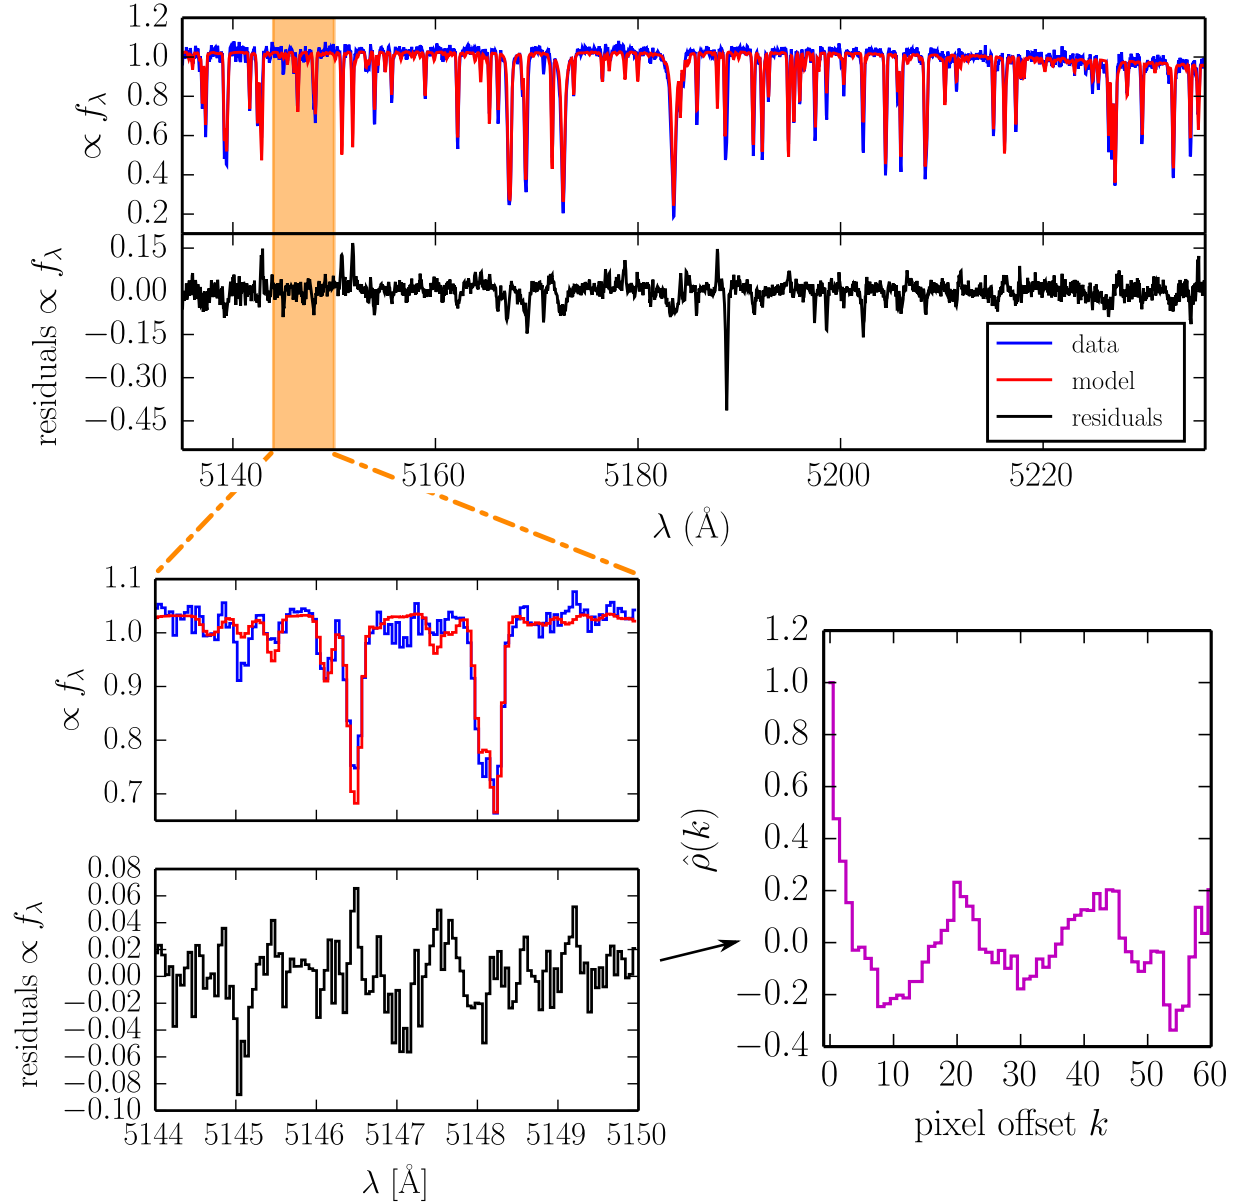 1.2
1.0
0.8
0.6
0.4
0.2
∝ fλ
0.15
0.00
−0.15
−0.30
−0.45
residuals ∝ fλ
data
model
residuals
5140 5160 5180 5200 5220
λ (Å)
1.1
1.0
0.9
0.8
0.7
∝ fλ
0.08
0.06
0.04
0.02
0.00
−0.02
−0.04
−0.06
−0.08
−0.10
residuals ∝ fλ
5144 5145 5146 5147 5148 5149 5150
λ [Å]
1.2
1.0
0.8
0.6
0.4
0.2
0.0
−0.2
−0.4
ρ̂(k)
0 10 20 30 40 50 60
pixel offset k